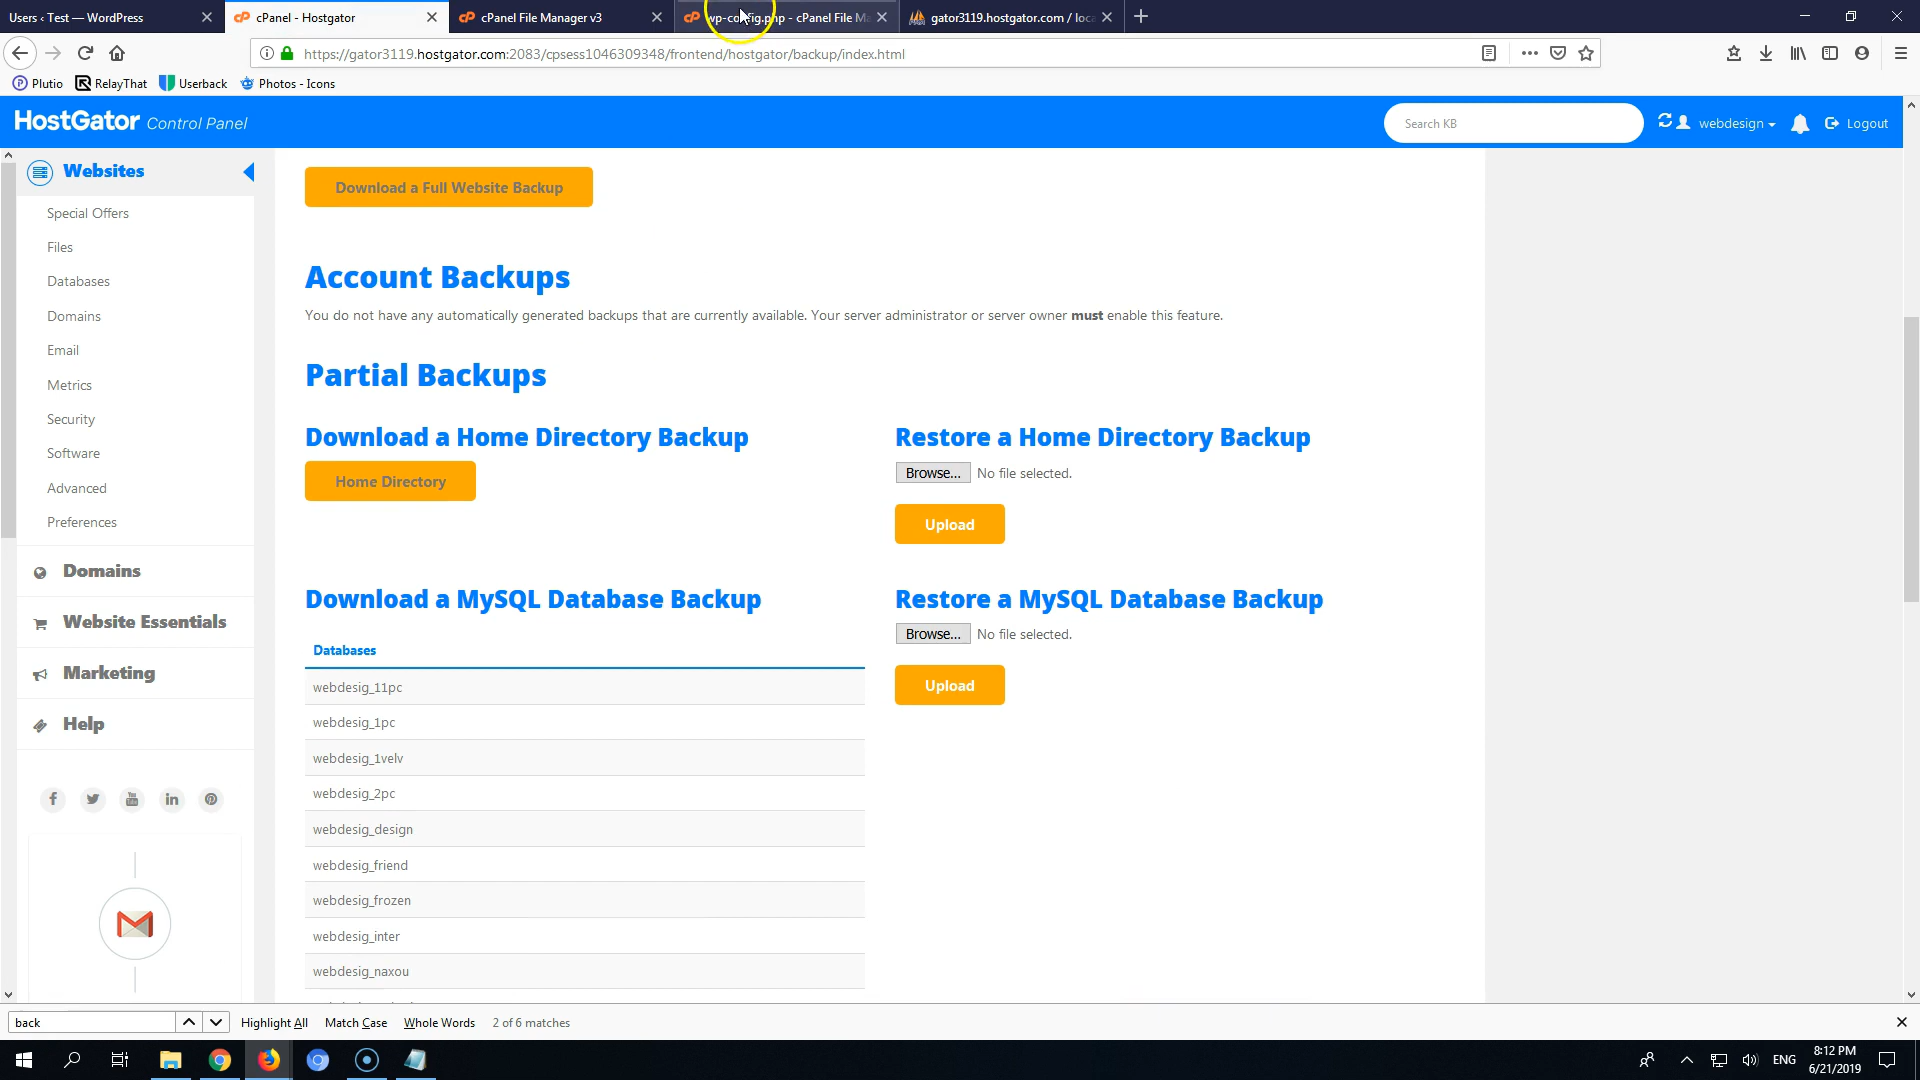 Users ‹ Test — WordPress
cPanel - Hostgator
cPanel File Manager v3
wp-config.php - cPanel File Ma
gator3119.hostgator.com / loca
https://gator3119.hostgator.com:2083/cpsess1046309348/frontend/hostgator/backup/index.html
Plutio
RelayThat
Userback
Photos - Icons
HostGator Control Panel
Search KB
webdesign
Logout
Websites
Special Offers
Files
Databases
Domains
Email
Metrics
Security
Software
Advanced
Preferences
Domains
Website Essentials
Marketing
Help
Download a Full Website Backup
Account Backups
You do not have any automatically generated backups that are currently available. Your server administrator or server owner must enable this feature.
Partial Backups
Download a Home Directory Backup
Home Directory
Restore a Home Directory Backup
Browse... No file selected.
Upload
Download a MySQL Database Backup
Databases
webdesig_11pc
webdesig_1pc
webdesig_1velv
webdesig_2pc
webdesig_design
webdesig_friend
webdesig_frozen
webdesig_inter
webdesig_naxou
Restore a MySQL Database Backup
Browse... No file selected.
Upload
back
Highlight All
Match Case
Whole Words
2 of 6 matches
ENG
8:12 PM
6/21/2019